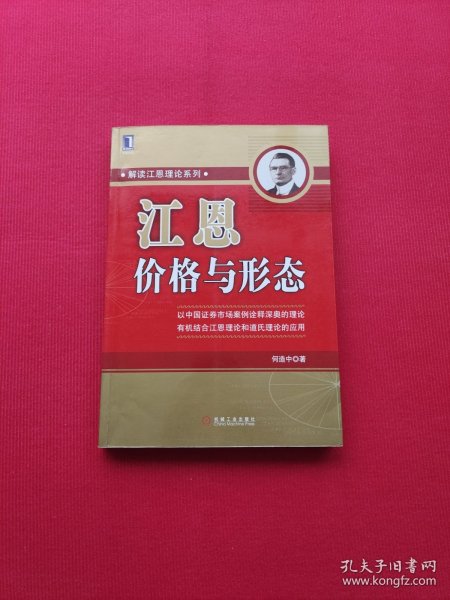 解读江恩理论系列
江恩
价格与形态
以中国证券市场案例诠释深奥的理论
有机结合江恩理论和道氏理论的应用
何造中◎著
机械工业出版社
China Machine Press
孔夫子旧书网
www.kongfz.com